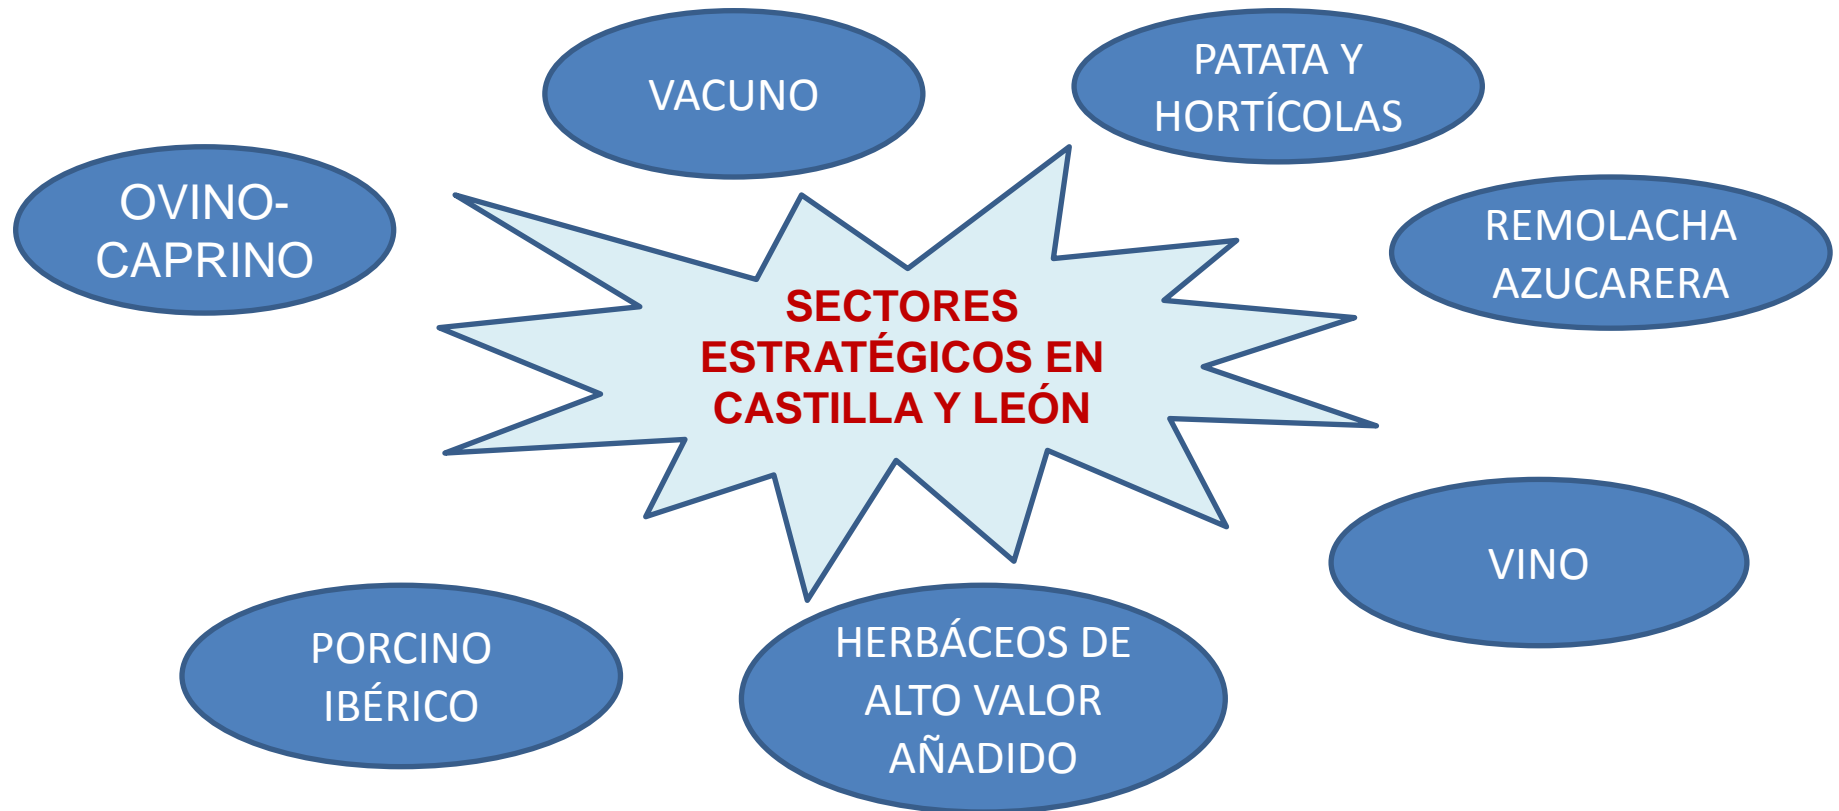 VACUNO
PATATA Y
HORTÍCOLAS
OVINO-
CAPRINO
REMOLACHA
AZUCARERA
SECTORES
ESTRATÉGICOS EN
CASTILLA Y LEÓN
VINO
PORCINO
IBÉRICO
HERBÁCEOS DE
ALTO VALOR
AÑADIDO